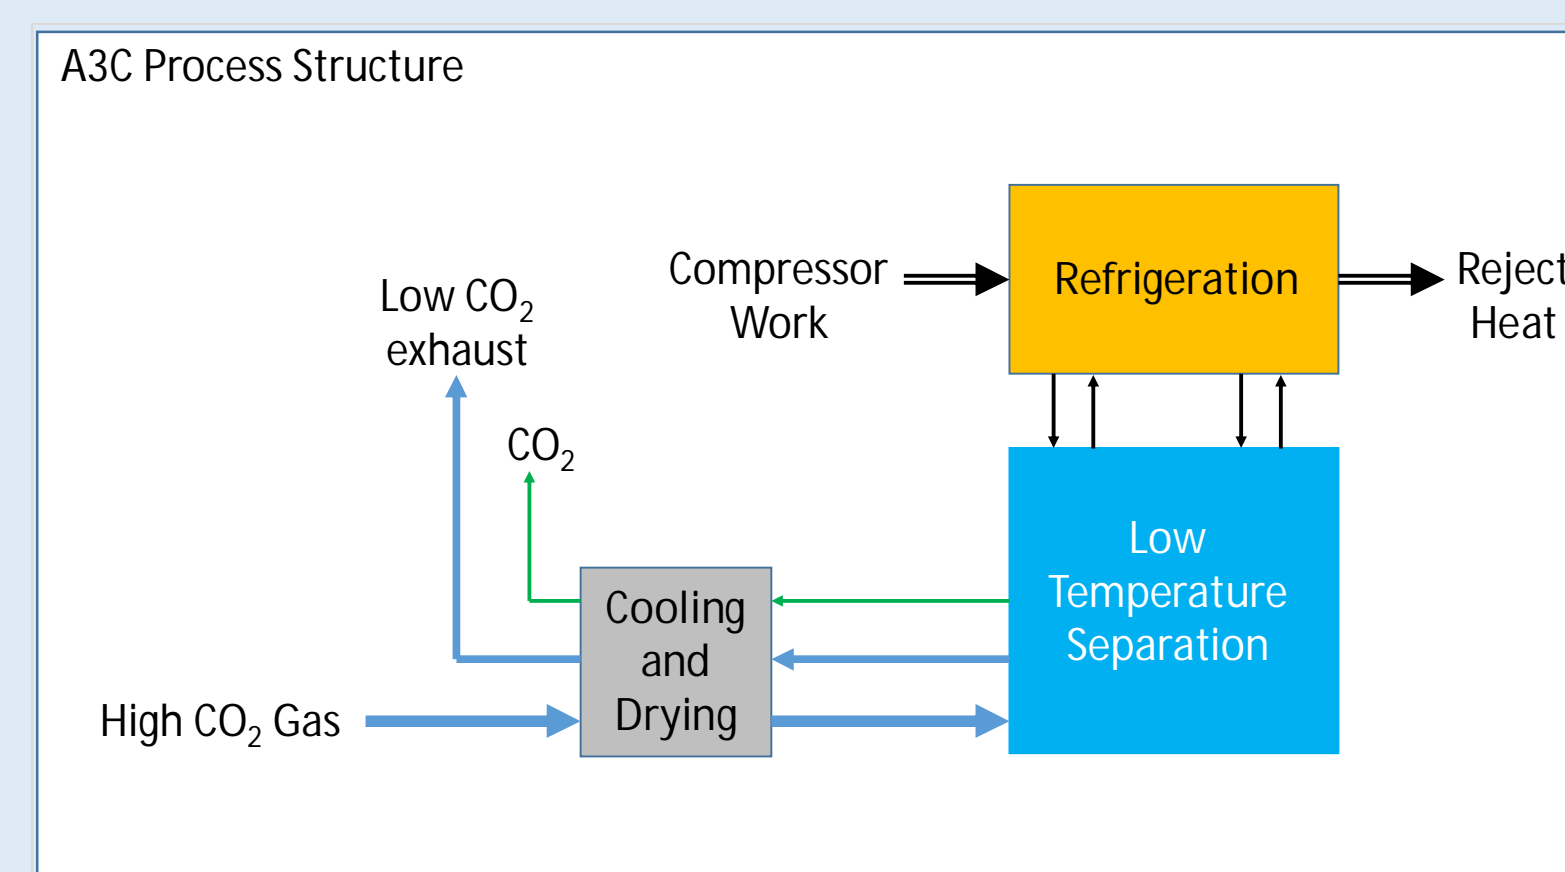 A3C Process Structure
Compressor
Work
Refrigeration
Reject
Heat
Low CO₂
exhaust
CO₂
Low
Temperature
Separation
Cooling
and
Drying
High CO₂ Gas